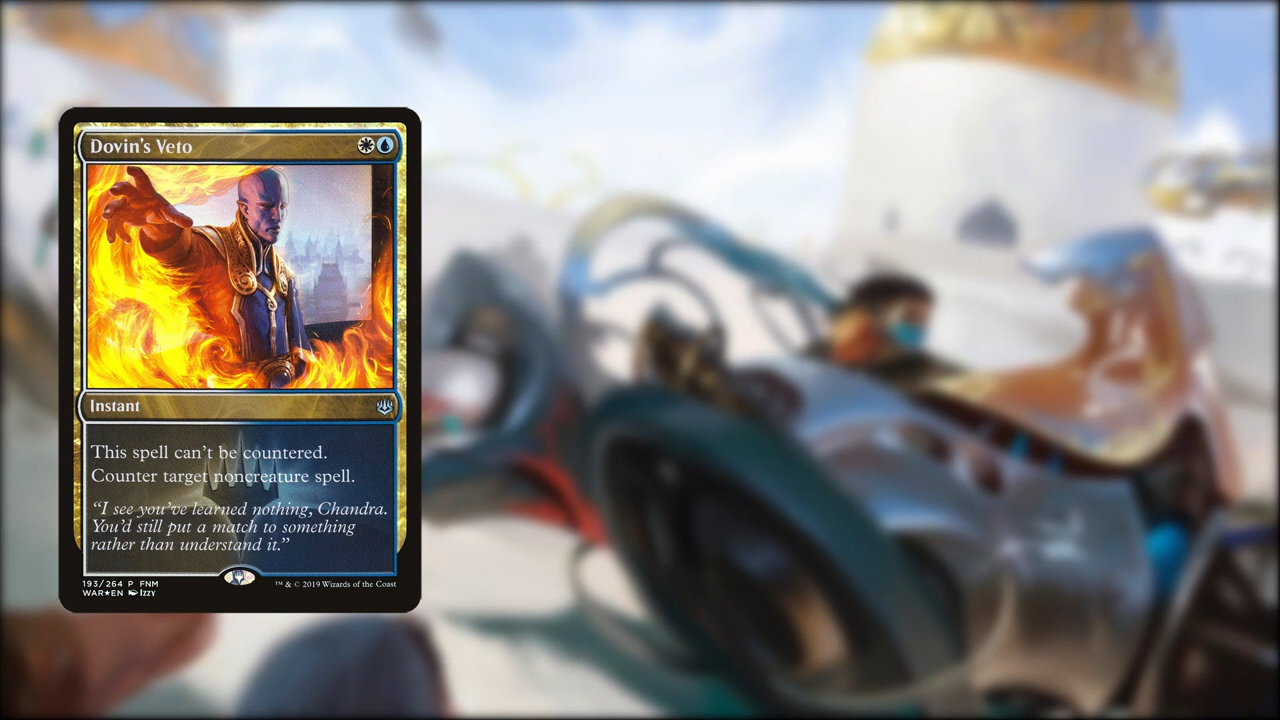 Dovin's Veto
Instant
This spell can't be countered.
Counter target noncreature spell.
“I see you've learned nothing, Chandra.
You'd still put a match to something
rather than understand it.”
193/264 P FNM
WAR★EN Izzy
™ & © 2019 Wizards of the Coast